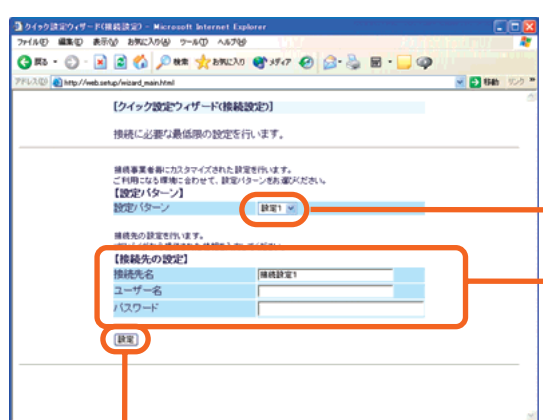 クイック設定ウィザード(接続設定) - Microsoft Internet Explorer
ファイル(F) 編集(E) 表示(V) お気に入り(A) ツール(T) ヘルプ(H)
戻る 検索 お気に入り メディア
アドレス(D) http://web.setup/wizard_main.html 移動 リンク
[クイック設定ウィザード(接続設定)]
接続に必要な最低限の設定を行います。
接続事業者毎にカスタマイズされた設定を行います。
ご利用になる環境に合わせて、設定パターンをお選びください。
【設定パターン】
設定パターン 設定1
接続先の設定を行います。
【接続先の設定】
接続先名 接続設定1
ユーザー名
パスワード
設定